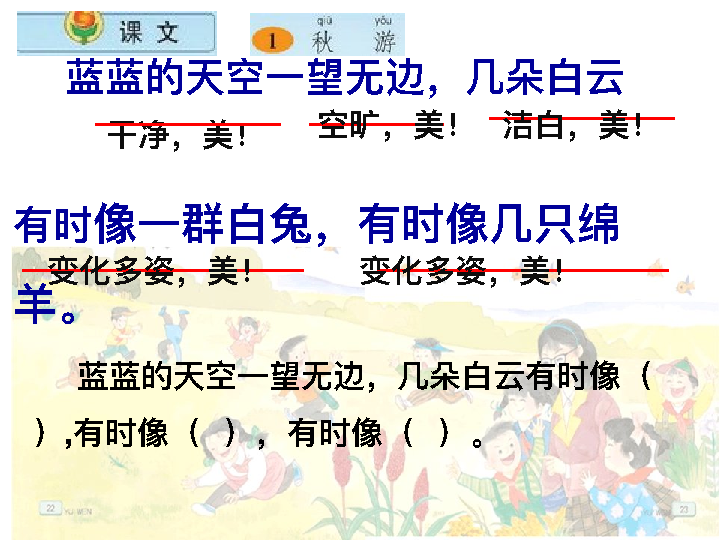 课 文
qiū yóu
1 秋 游
蓝蓝的天空一望无边，几朵白云
干净，美！ 空旷，美！ 洁白，美！
有时像一群白兔，有时像几只绵
变化多姿，美！ 变化多姿，美！
羊。
蓝蓝的天空一望无边，几朵白云有时像（
）,有时像（ ），有时像（ ）。
22 YU WEN YU WEN 23